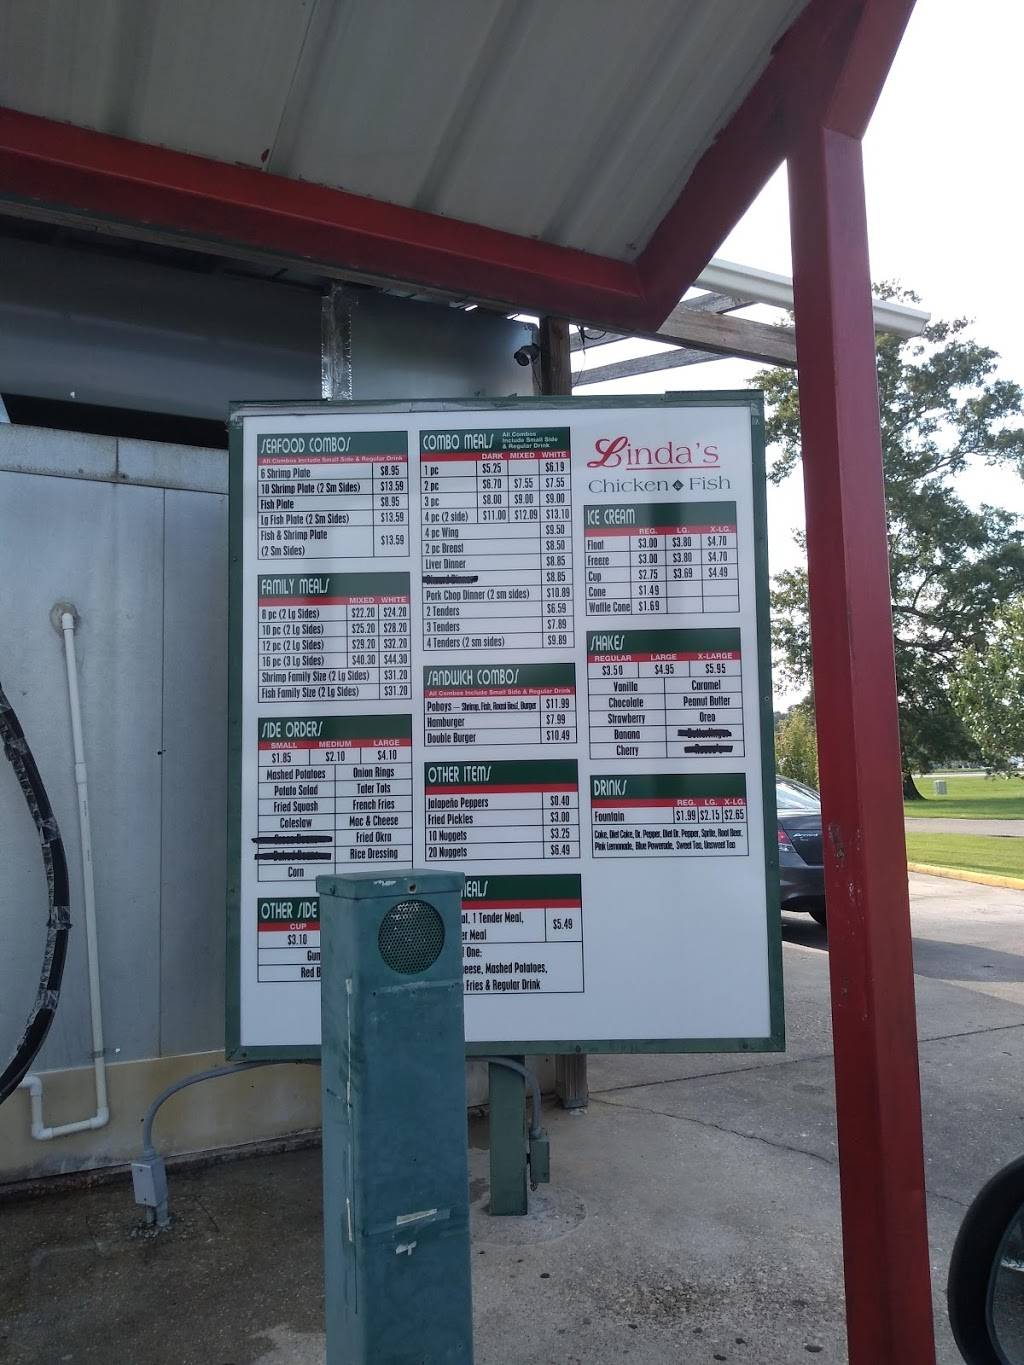 SEAFOOD COMBOS
All Combos Include Small Side & Regular Drink
6 Shrimp Plate $8.95
10 Shrimp Plate (2 Sm Sides) $13.59
Fish Plate $8.95
Lg Fish Plate (2 Sm Sides) $13.59
Fish & Shrimp Plate
(2 Sm Sides) $13.59
FAMILY MEALS
MIXED WHITE
8 pc (2 Lg Sides) $22.20 $24.20
10 pc (2 Lg Sides) $25.20 $28.20
12 pc (2 Lg Sides) $29.20 $32.20
16 pc (3 Lg Sides) $40.30 $44.30
Shrimp Family Size (2 Lg Sides) $31.20
Fish Family Size (2 Lg Sides) $31.20
SIDE ORDERS
SMALL MEDIUM LARGE
$1.85 $2.10 $4.10
Mashed Potatoes Onion Rings
Potato Salad Tater Tots
Fried Squash French Fries
Coleslaw Mac & Cheese
Fried Okra
Rice Dressing
Corn
OTHER SIDE
CUP
$3.10
Gum
Red B
COMBO MEALS
All Combos
Include Small Side
& Regular Drink
DARK MIXED WHITE
1 pc $5.25 $6.19
2 pc $6.70 $7.55 $7.55
3 pc $8.00 $9.00 $9.00
4 pc (2 side) $11.00 $12.09 $13.10
4 pc Wing $9.50
2 pc Breast $8.50
Liver Dinner $8.85
$8.85
Pork Chop Dinner (2 sm sides) $10.89
2 Tenders $6.59
3 Tenders $7.89
4 Tenders (2 sm sides) $9.89
SANDWICH COMBOS
All Combos Include Small Side & Regular Drink
Poboys — Shrimp, Fish, Roast Beef, Burger $11.99
Hamburger $7.99
Double Burger $10.49
OTHER ITEMS
Jalapeño Peppers $0.40
Fried Pickles $3.00
10 Nuggets $3.25
20 Nuggets $6.49
EALS
al, 1 Tender Meal,
er Meal $5.49
One:
eese, Mashed Potatoes,
Fries & Regular Drink
Linda's
Chicken Fish
ICE CREAM
REG. LG. X-LG.
Float $3.00 $3.80 $4.70
Freeze $3.00 $3.80 $4.70
Cup $2.75 $3.69 $4.49
Cone $1.49
Waffle Cone $1.69
SHAKES
REGULAR LARGE X-LARGE
$3.50 $4.95 $5.95
Vanilla Caramel
Chocolate Peanut Butter
Strawberry Oreo
Banana
Cherry
DRINKS
REG. LG. X-LG.
Fountain $1.99 $2.15 $2.65
Coke, Diet Coke, Dr. Pepper, Diet Dr. Pepper, Sprite, Root Beer,
Pink Lemonade, Blue Powerade, Sweet Tea, Unsweet Tea